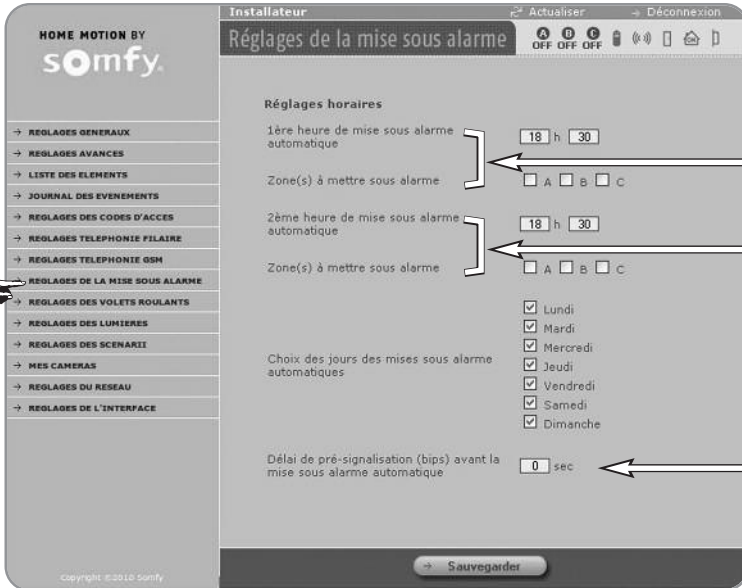 Installateur
Actualiser
Déconnexion
HOME MOTION BY
somfy.
Réglages de la mise sous alarme
A B C
OFF OFF OFF
ON
REGLAGES GENERAUX
REGLAGES AVANCES
LISTE DES ELEMENTS
JOURNAL DES EVENEMENTS
REGLAGES DES CODES D'ACCES
REGLAGES TELEPHONIE FILAIRE
REGLAGES TELEPHONIE GSM
REGLAGES DE LA MISE SOUS ALARME
REGLAGES DES VOLETS ROULANTS
REGLAGES DES LUMIERES
REGLAGES DES SCENARII
MES CAMERAS
REGLAGES DU RESEAU
REGLAGES DE L'INTERFACE
Copyright ©2010 Somfy
Réglages horaires
1ère heure de mise sous alarme
automatique
18 h 30
Zone(s) à mettre sous alarme
A B C
2ème heure de mise sous alarme
automatique
18 h 30
Zone(s) à mettre sous alarme
A B C
Choix des jours des mises sous alarme
automatiques
Lundi
Mardi
Mercredi
Jeudi
Vendredi
Samedi
Dimanche
Délai de pré-signalisation (bips) avant la
mise sous alarme automatique
0 sec
Sauvegarder